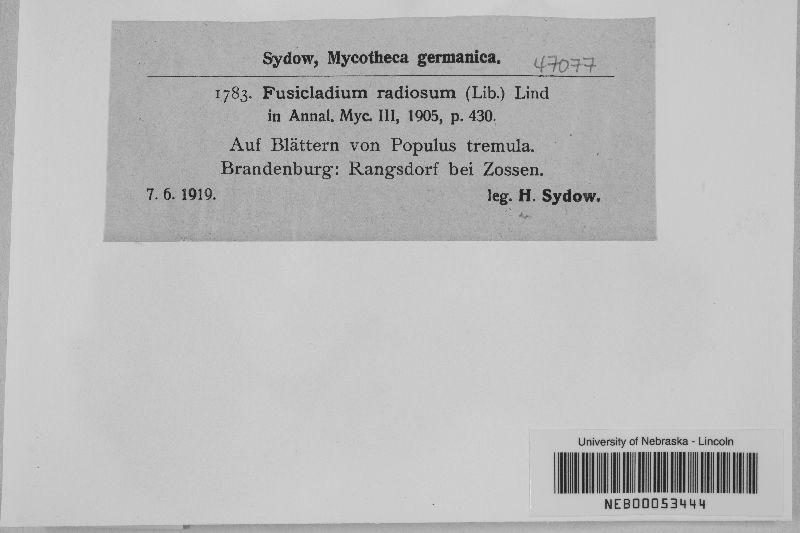 Sydow, Mycotheca germanica. 47077
1783. Fusicladium radiosum (Lib.) Lind
in Annal. Myc. III, 1905, p. 430.
Auf Blättern von Populus tremula.
Brandenburg: Rangsdorf bei Zossen.
7. 6. 1919. leg. H. Sydow.
University of Nebraska - Lincoln
NEB00053444